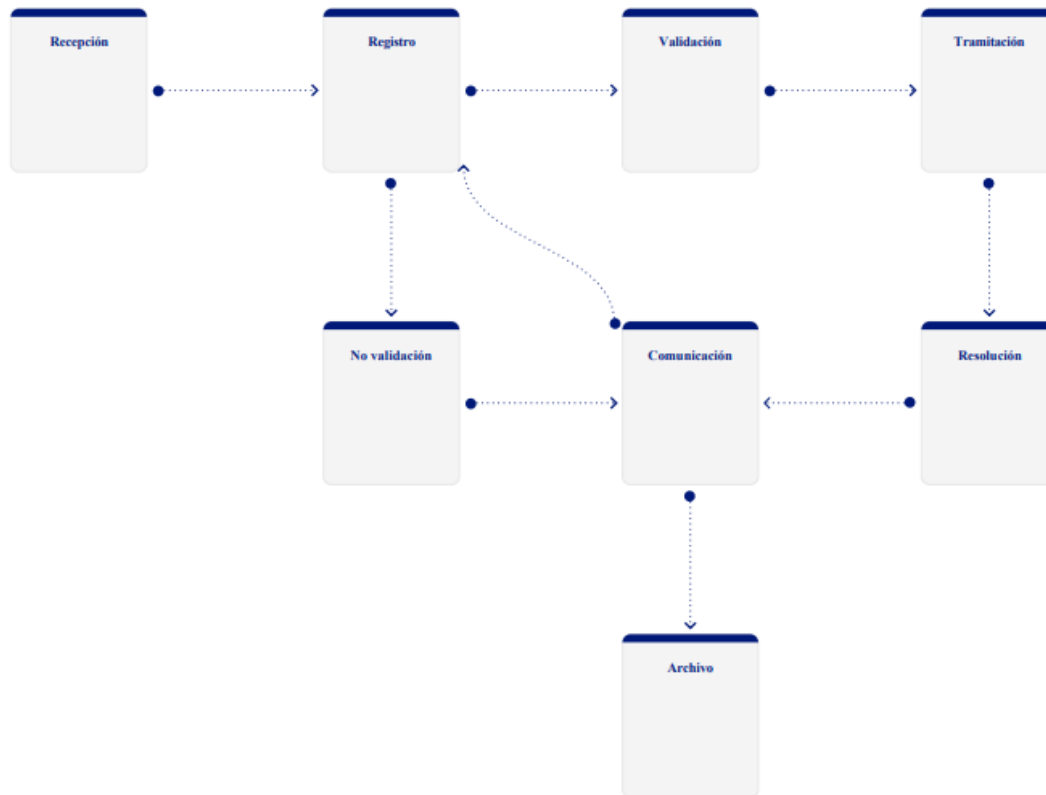 Recepción
Registro
Validación
Tramitación
No validación
Comunicación
Resolución
Archivo